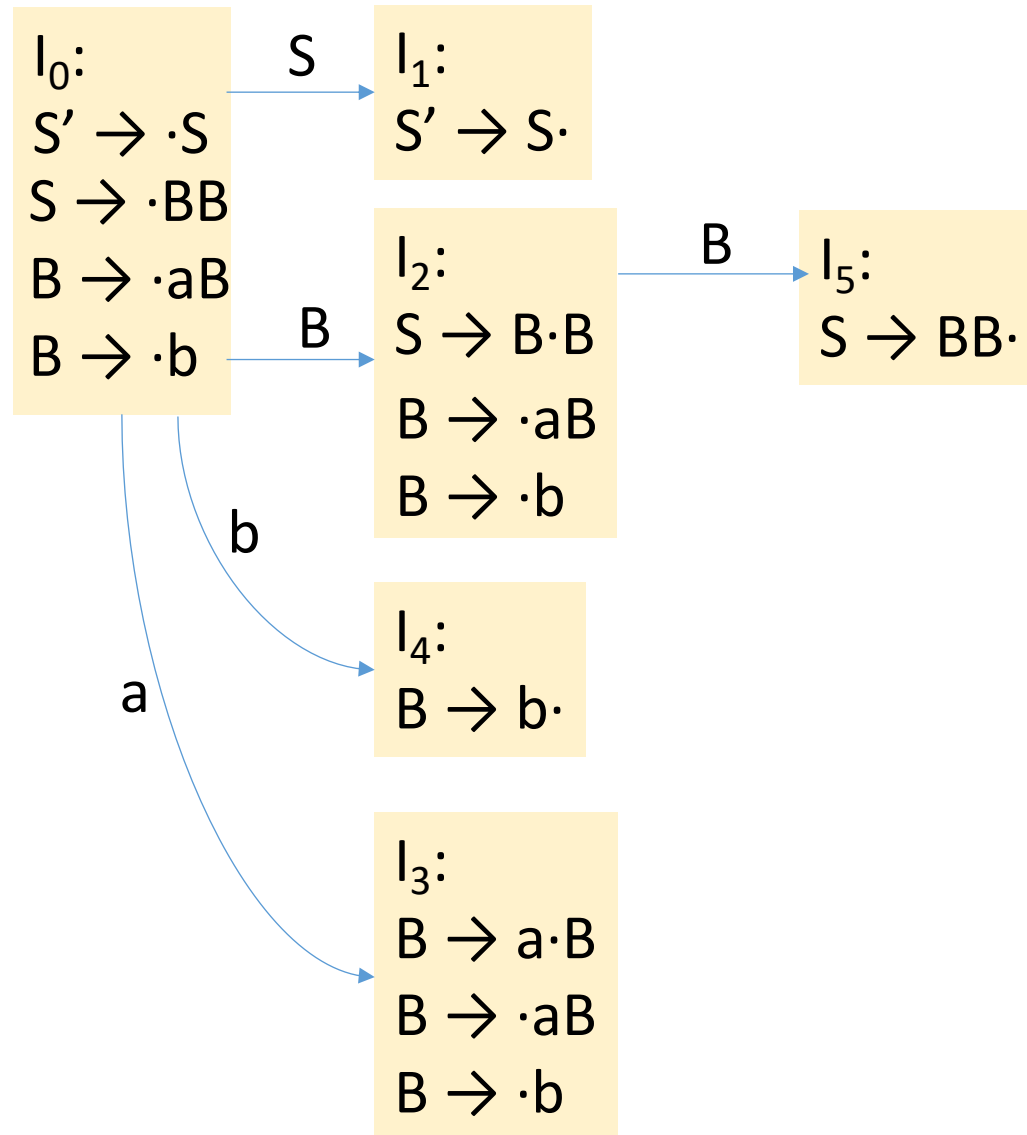 I₀:
S’ → ·S
S → ·BB
B → ·aB
B → ·b
S
I₁:
S’ → S·
B
I₂:
S → B·B
B → ·aB
B → ·b
B
I₅:
S → BB·
b
I₄:
B → b·
a
I₃:
B → a·B
B → ·aB
B → ·b